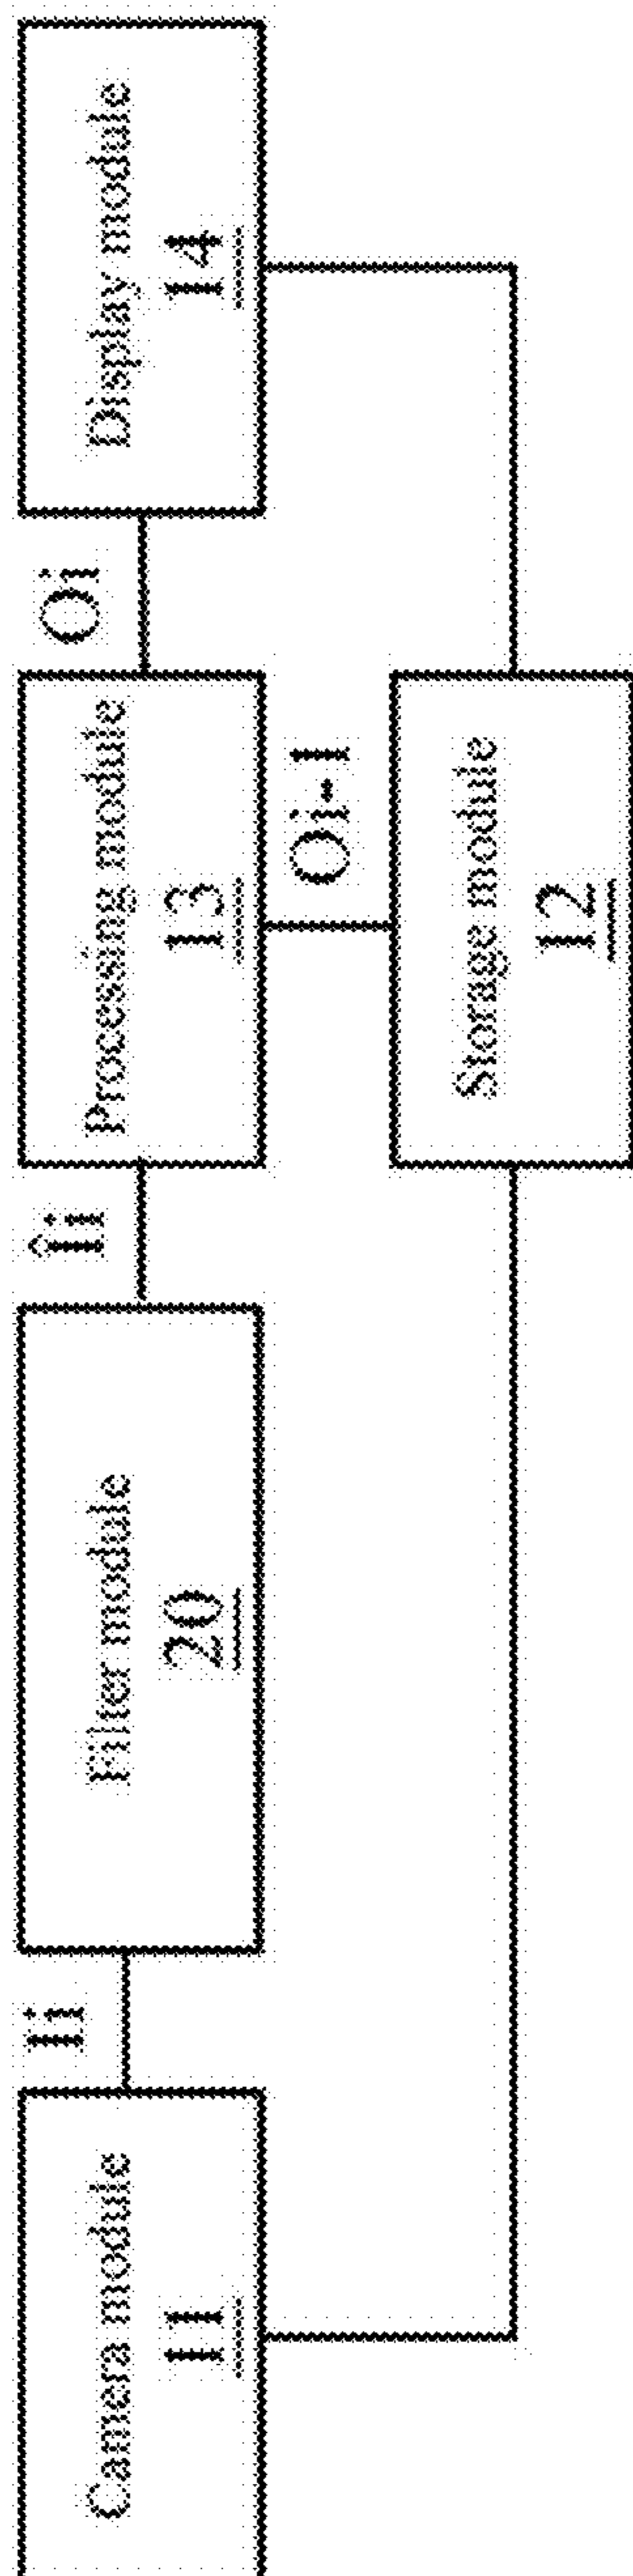 Camera module
11
Ii
Filter module
20
Îi
Processing module
13
Oi
Display module
14
Oi-1
Storage module
12